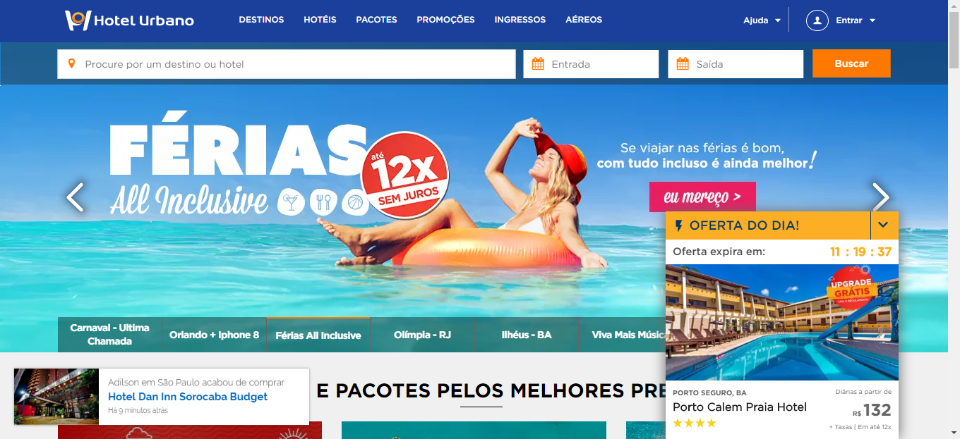 Hotel Urbano
DESTINOS HOTÉIS PACOTES PROMOÇÕES INGRESSOS AÉREOS
Ajuda Entrar
Procure por um destino ou hotel
Entrada
Saída
Buscar
FÉRIAS
All Inclusive
até
12X
SEM JUROS
Se viajar nas férias é bom,
com tudo incluso é ainda melhor!
eu mereço >
OFERTA DO DIA!
Oferta expira em: 11 : 19 : 37
UPGRADE
GRÁTIS
PORTO SEGURO, BA
Porto Calem Praia Hotel
Diárias a partir de
R$ 132
+ Taxas | Em até 12x
Carnaval - Ultima
Chamada
Orlando + Iphone 8
Férias All Inclusive
Olímpia - RJ
Ilhéus - BA
Viva Mais Músic
Adilson em São Paulo acabou de comprar
Hotel Dan Inn Sorocaba Budget
Há 9 minutos atrás
E PACOTES PELOS MELHORES PRE